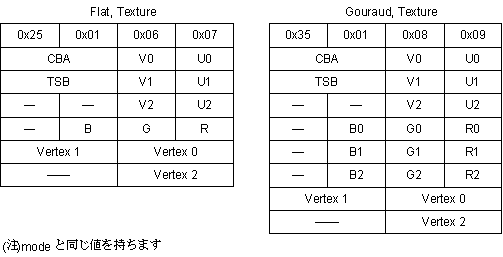 Flat, Texture
0x25 0x01 0x06 0x07
CBA V0 U0
TSB V1 U1
— — V2 U2
— B G R
Vertex 1 Vertex 0
—— Vertex 2
Gouraud, Texture
0x35 0x01 0x08 0x09
CBA V0 U0
TSB V1 U1
— — V2 U2
— B0 G0 R0
— B1 G1 R1
— B2 G2 R2
Vertex 1 Vertex 0
—— Vertex 2
(注)mode と同じ値を持ちます